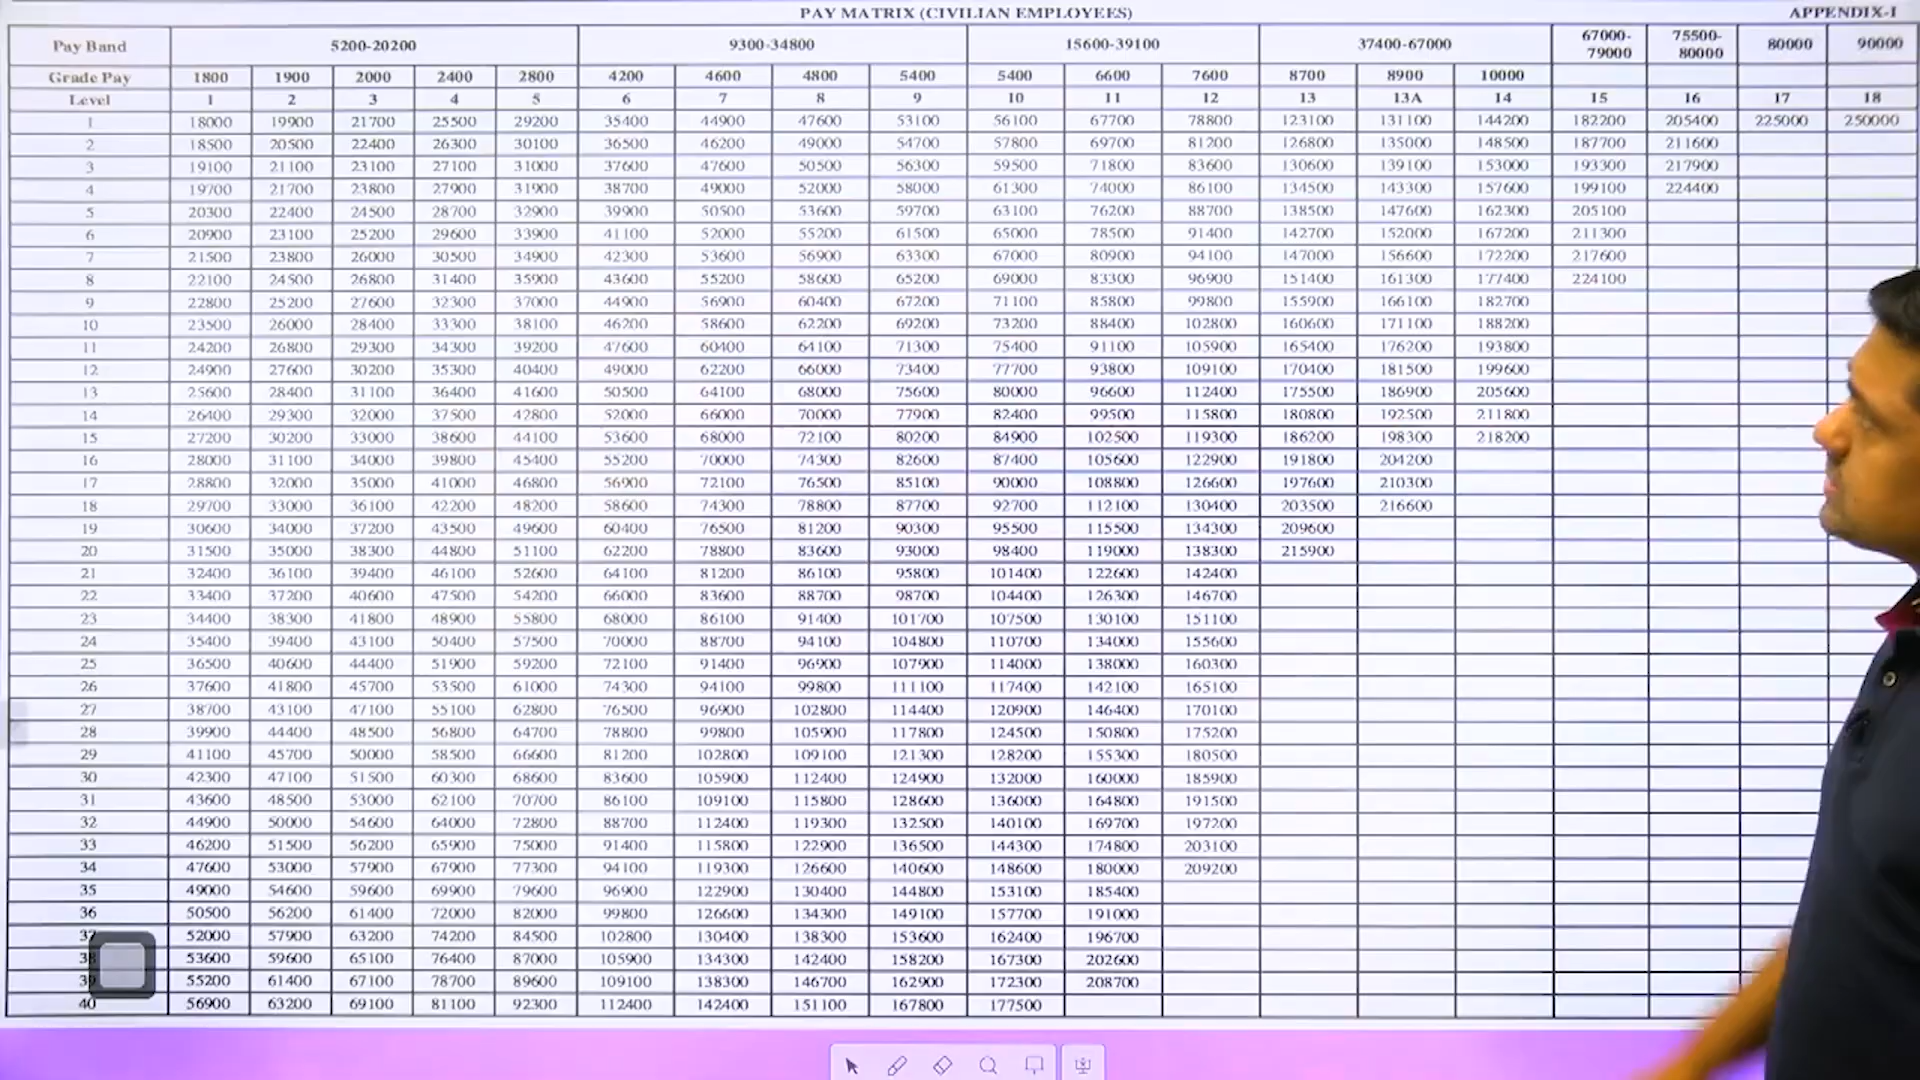 PAY MATRIX (CIVILIAN EMPLOYEES) APPENDIX-I
Pay Band 5200-20200 9300-34800 15600-39100 37400-67000 67000-79000 75500-80000 80000 90000
Grade Pay 1800 1900 2000 2400 2800 4200 4600 4800 5400 5400 6600 7600 8700 8900 10000
Level 1 2 3 4 5 6 7 8 9 10 11 12 13 13A 14 15 16 17 18
1 18000 19900 21700 25500 29200 35400 44900 47600 53100 56100 67700 78800 123100 131100 144200 182200 205400 225000 250000
2 18500 20500 22400 26300 30100 36500 46200 49000 54700 57800 69700 81200 126800 135000 148500 187700 211600
3 19100 21100 23100 27100 31000 37600 47600 50500 56300 59500 71800 83600 130600 139100 153000 193300 217900
4 19700 21700 23800 27900 31900 38700 49000 52000 58000 61300 74000 86100 134500 143300 157600 199100 224400
5 20300 22400 24500 28700 32900 39900 50500 53600 59700 63100 76200 88700 138500 147600 162300 205100
6 20900 23100 25200 29600 33900 41100 52000 55200 61500 65000 78500 91400 142700 152000 167200 211300
7 21500 23800 26000 30500 34900 42300 53600 56900 63300 67000 80900 94100 147000 156600 172200 217600
8 22100 24500 26800 31400 35900 43600 55200 58600 65200 69000 83300 96900 151400 161300 177400 224100
9 22800 25200 27600 32300 37000 44900 56900 60400 67200 71100 85800 99800 155900 166100 182700
10 23500 26000 28400 33300 38100 46200 58600 62200 69200 73200 88400 102800 160600 171100 188200
11 24200 26800 29300 34300 39200 47600 60400 64100 71300 75400 91100 105900 165400 176200 193800
12 24900 27600 30200 35300 40400 49000 62200 66000 73400 77700 93800 109100 170400 181500 199600
13 25600 28400 31100 36400 41600 50500 64100 68000 75600 80000 96600 112400 175500 186900 205600
14 26400 29300 32000 37500 42800 52000 66000 70000 77900 82400 99500 115800 180800 192500 211800
15 27200 30200 33000 38600 44100 53600 68000 72100 80200 84900 102500 119300 186200 198300 218200
16 28000 31100 34000 39800 45400 55200 70000 74300 82600 87400 105600 122900 191800 204200
17 28800 32000 35000 41000 46800 56900 72100 76500 85100 90000 108800 126600 197600 210300
18 29700 33000 36100 42200 48200 58600 74300 78800 87700 92700 112100 130400 203500 216600
19 30600 34000 37200 43500 49600 60400 76500 81200 90300 95500 115500 134300 209600
20 31500 35000 38300 44800 51100 62200 78800 83600 93000 98400 119000 138300 215900
21 32400 36100 39400 46100 52600 64100 81200 86100 95800 101400 122600 142400
22 33400 37200 40600 47500 54200 66000 83600 88700 98700 104400 126300 146700
23 34400 38300 41800 48900 55800 68000 86100 91400 101700 107500 130100 151100
24 35400 39400 43100 50400 57500 70000 88700 94100 104800 110700 134000 155600
25 36500 40600 44400 51900 59200 72100 91400 96900 107900 114000 138000 160300
26 37600 41800 45700 53500 61000 74300 94100 99800 111100 117400 142100 165100
27 38700 43100 47100 55100 62800 76500 96900 102800 114400 120900 146400 170100
28 39900 44400 48500 56800 64700 78800 99800 105900 117800 124500 150800 175200
29 41100 45700 50000 58500 66600 81200 102800 109100 121300 128200 155300 180500
30 42300 47100 51500 60300 68600 83600 105900 112400 124900 132000 160000 185900
31 43600 48500 53000 62100 70700 86100 109100 115800 128600 136000 164800 191500
32 44900 50000 54600 64000 72800 88700 112400 119300 132500 140100 169700 197200
33 46200 51500 56200 65900 75000 91400 115800 122900 136500 144300 174800 203100
34 47600 53000 57900 67900 77300 94100 119300 126600 140600 148600 180000 209200
35 49000 54600 59600 69900 79600 96900 122900 130400 144800 153100 185400
36 50500 56200 61400 72000 82000 99800 126600 134300 149100 157700 191000
37 52000 57900 63200 74200 84500 102800 130400 138300 153600 162400 196700
38 53600 59600 65100 76400 87000 105900 134300 142400 158200 167300 202600
39 55200 61400 67100 78700 89600 109100 138300 146700 162900 172300 208700
40 56900 63200 69100 81100 92300 112400 142400 151100 167800 177500